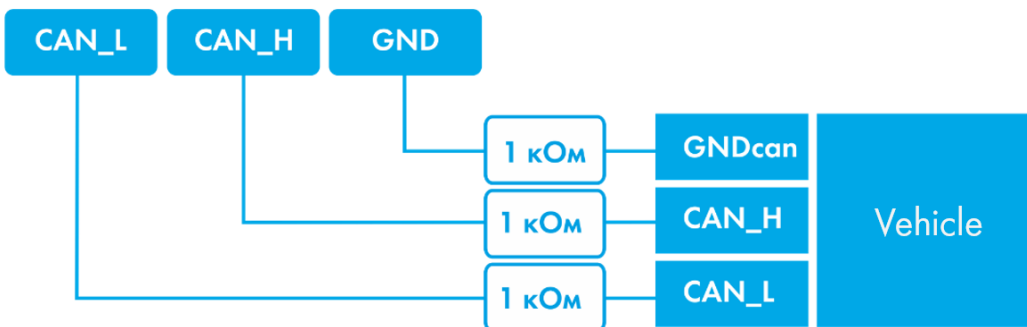 CAN_L CAN_H GND
1 кОм GNDcan
1 кОм CAN_H Vehicle
1 кОм CAN_L